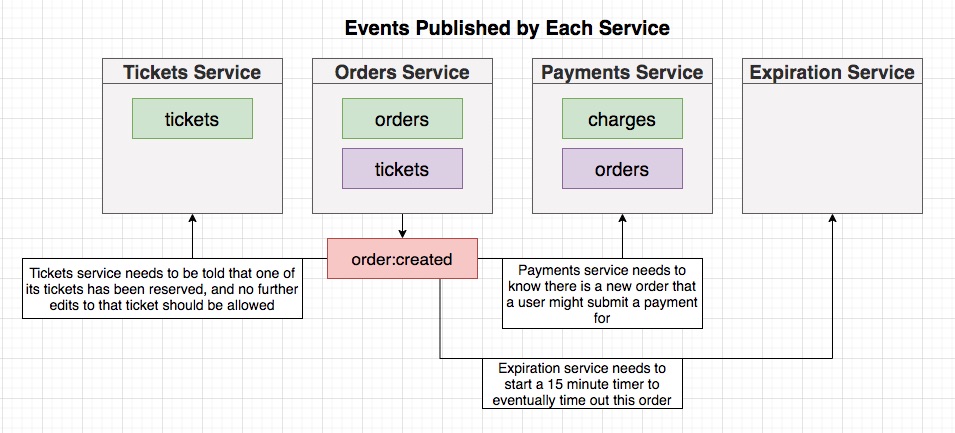 Events Published by Each Service
Tickets Service
Orders Service
Payments Service
Expiration Service
tickets
orders
charges
tickets
orders
order:created
Tickets service needs to be told that one of
its tickets has been reserved, and no further
edits to that ticket should be allowed
Payments service needs to
know there is a new order that
a user might submit a payment
for
Expiration service needs to
start a 15 minute timer to
eventually time out this order